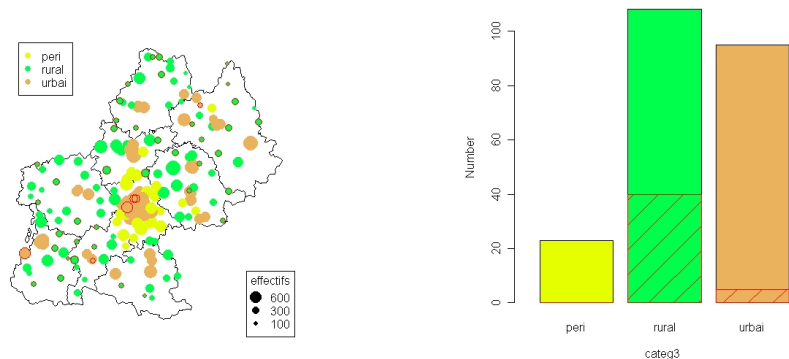 peri
rural
urbai
effectifs
600
300
100
Number
100
80
60
40
20
0
peri rural urbai
categ3